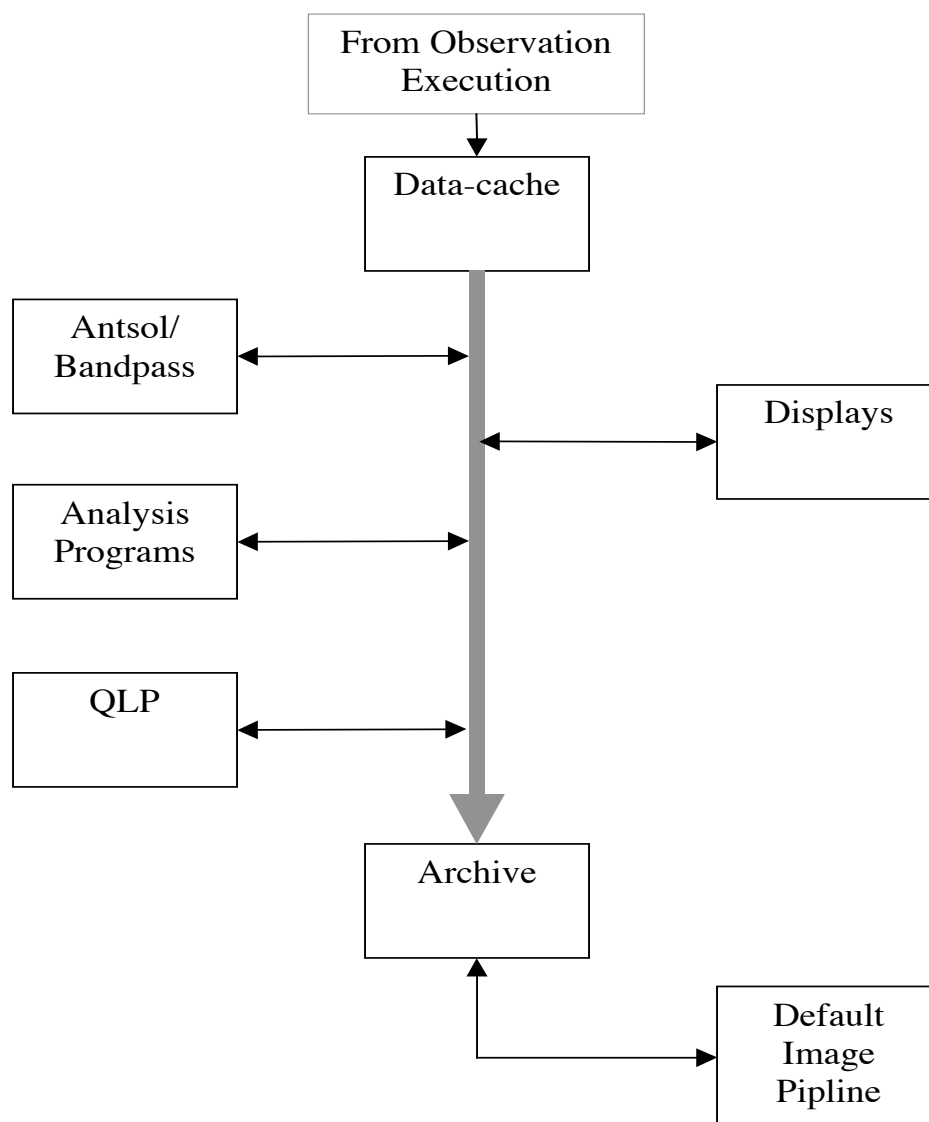 From Observation
Execution
Data-cache
Antsol/
Bandpass
Displays
Analysis
Programs
QLP
Archive
Default
Image
Pipline